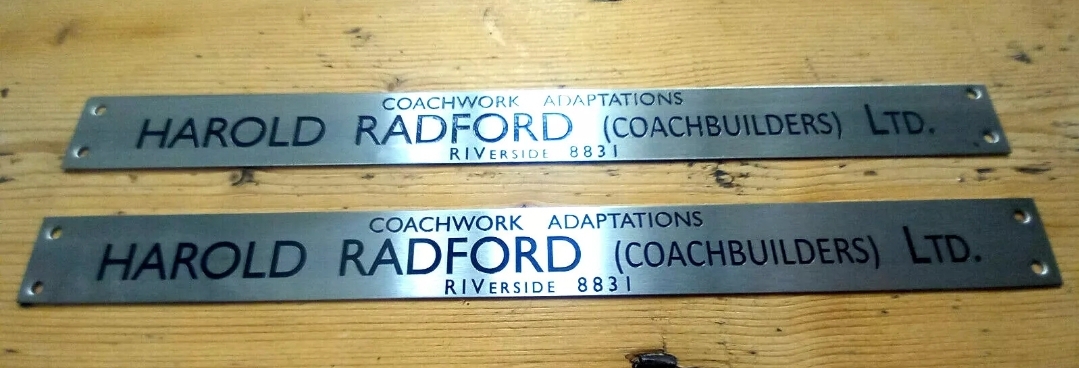 COACHWORK ADAPTATIONS
HAROLD RADFORD (COACHBUILDERS) LTD.
RIVERSIDE 8831
COACHWORK ADAPTATIONS
HAROLD RADFORD (COACHBUILDERS) LTD.
RIVERSIDE 8831